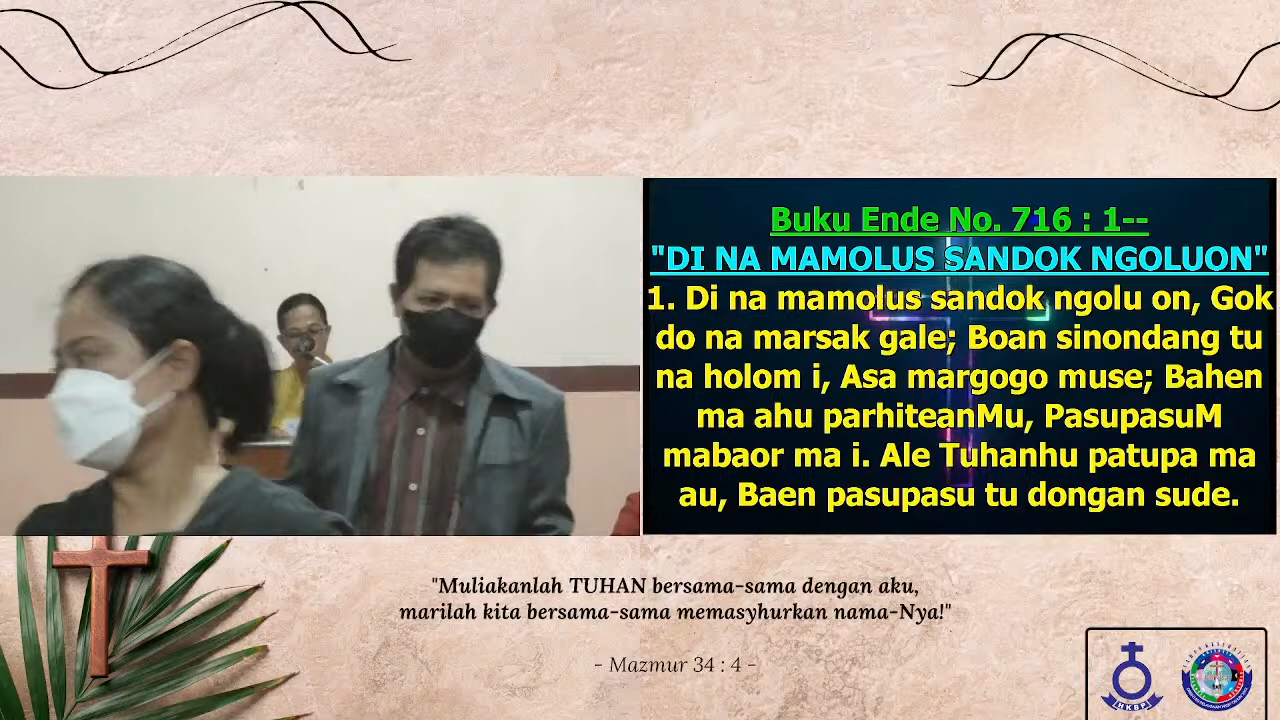 Buku Ende No. 716 : 1--
"DI NA MAMOLUS SANDOK NGOLUON"
1. Di na mamolus sandok ngolu on, Gok
do na marsak gale; Boan sinondang tu
na holom i, Asa margogo muse; Bahen
ma ahu parhiteanMu, PasupasuM
mabaor ma i. Ale Tuhanhu patupa ma
au, Baen pasupasu tu dongan sude.
"Muliakanlah TUHAN bersama-sama dengan aku,
marilah kita bersama-sama memasyhurkan nama-Nya!"
- Mazmur 34 : 4 -
HKBP